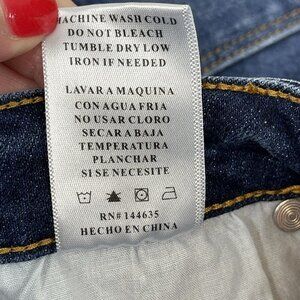 MACHINE WASH COLD
DO NOT BLEACH
TUMBLE DRY LOW
IRON IF NEEDED
LAVAR A MAQUINA
CON AGUA FRIA
NO USAR CLORO
SECAR A BAJA
TEMPERATURA
PLANCHAR
SI SE NECESITE
RN# 144635
HECHO EN CHINA